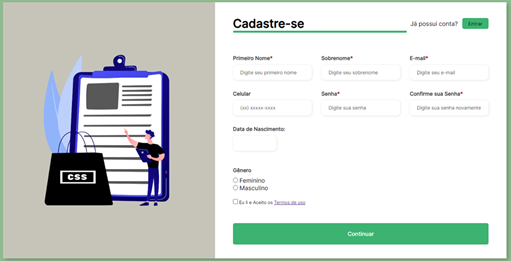 Cadastre-se
Já possui conta? Entrar
Primeiro Nome* Sobrenome* E-mail*
Digite seu primeiro nome Digite seu sobrenome Digite seu e-mail
Celular Senha* Confirme sua Senha*
(xx) xxxxx-xxxx Digite sua senha Digite sua senha novamente
Data de Nascimento:
Gênero
Feminino
Masculino
Eu li e Aceito os Termos de uso
Continuar
CSS